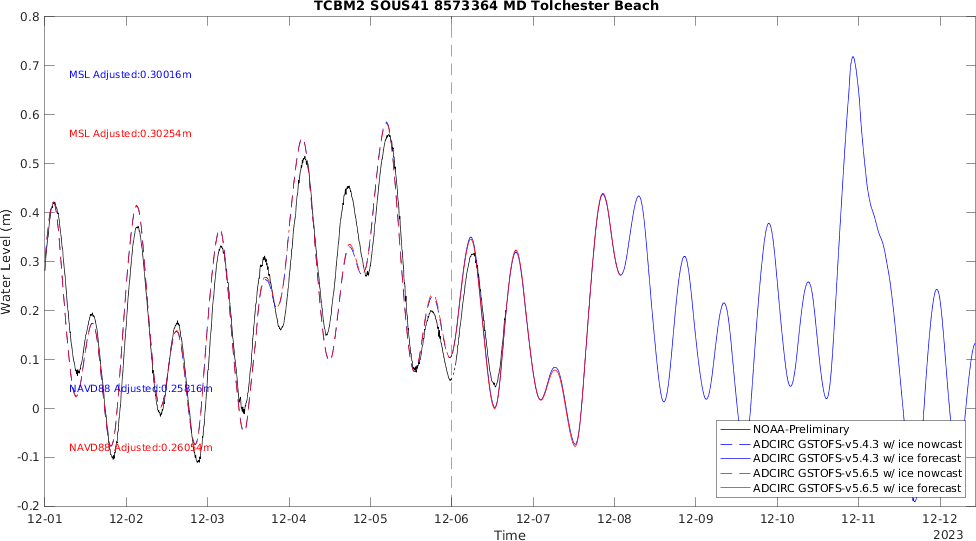 TCBM2 SOUS41 8573364 MD Tolchester Beach
0.8
0.7
MSL Adjusted:0.30016m
0.6
MSL Adjusted:0.30254m
0.5
0.4
0.3
0.2
0.1
NAVD88 Adjusted:0.25816m
0
NAVD88 Adjusted:0.26054m
-0.1
-0.2
Water Level (m)
NOAA-Preliminary
ADCIRC GSTOFS-v5.4.3 w/ ice nowcast
ADCIRC GSTOFS-v5.4.3 w/ ice forecast
ADCIRC GSTOFS-v5.6.5 w/ ice nowcast
ADCIRC GSTOFS-v5.6.5 w/ ice forecast
12-01 12-02 12-03 12-04 12-05 12-06 12-07 12-08 12-09 12-10 12-11 12-12
Time
2023